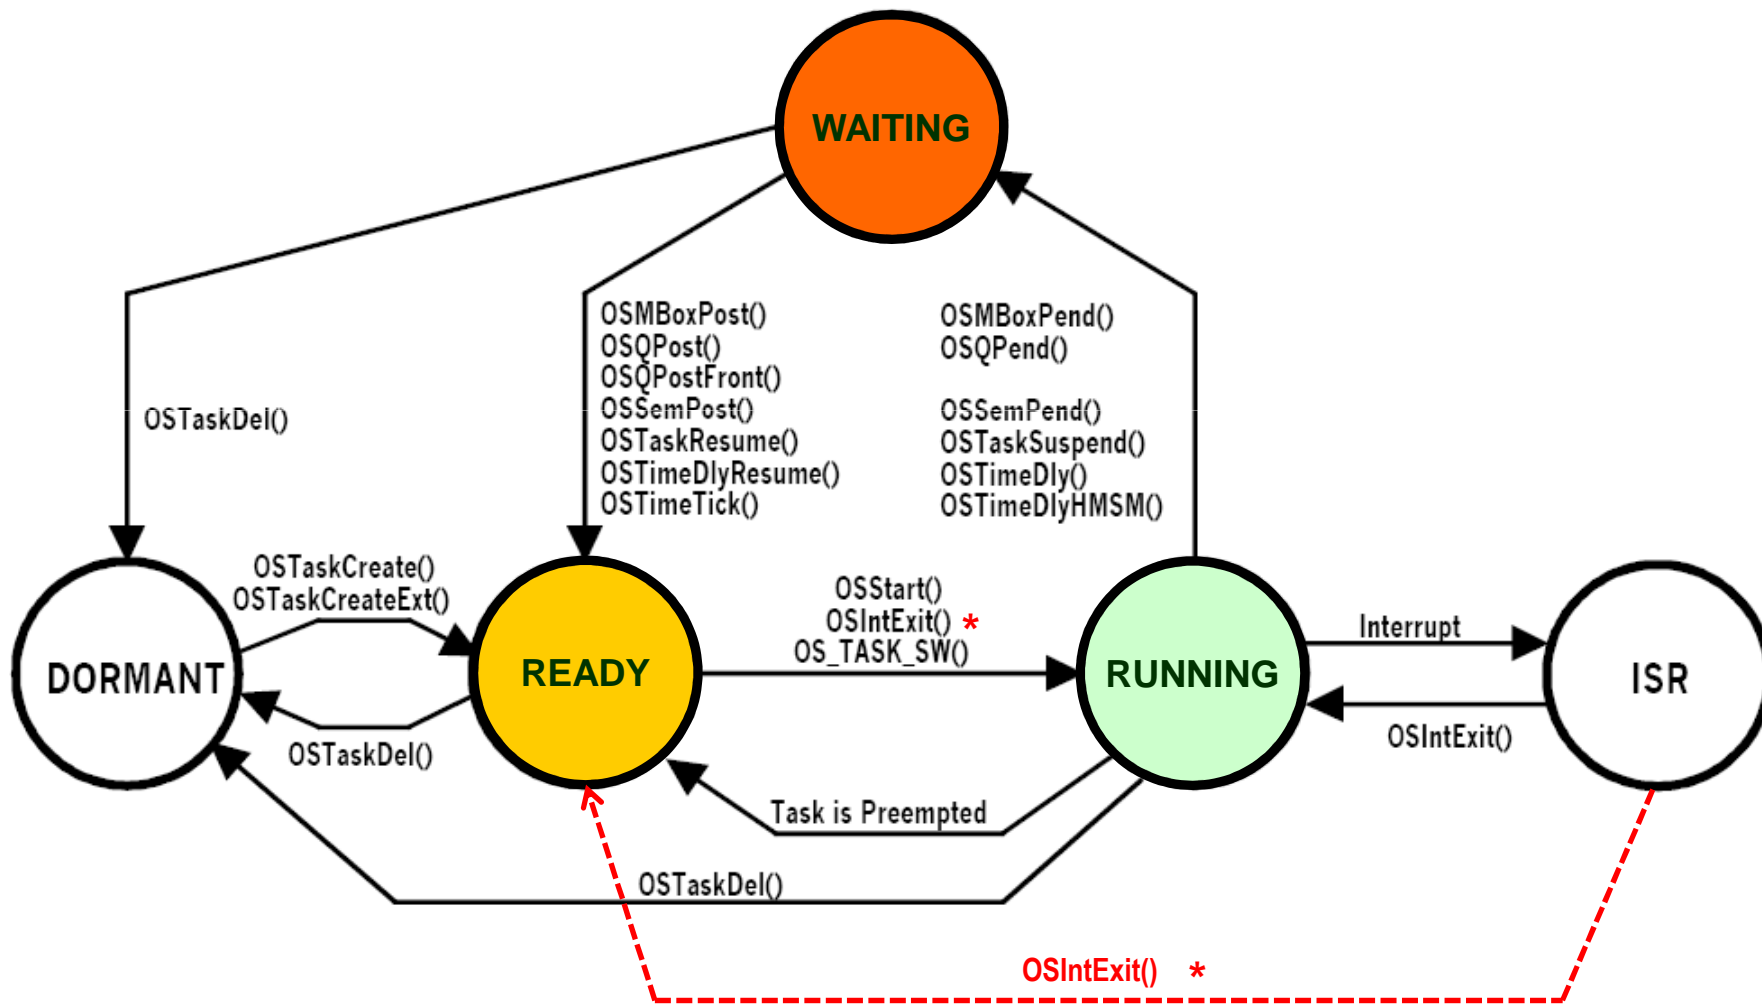 WAITING
OSMBoxPost()
OSQPost()
OSQPostFront()
OSSemPost()
OSTaskResume()
OSTimeDlyResume()
OSTimeTick()
OSMBoxPend()
OSQPend()
OSSemPend()
OSTaskSuspend()
OSTimeDly()
OSTimeDlyHMSM()
OSTaskDel()
OSTaskCreate()
OSTaskCreateExt()
OSStart()
OSIntExit() *
OS_TASK_SW()
Interrupt
DORMANT
READY
RUNNING
ISR
OSTaskDel()
OSIntExit()
Task is Preempted
OSTaskDel()
OSIntExit() *